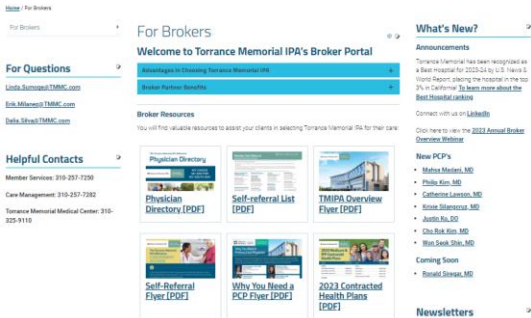 Home / For Brokers
For Brokers
For Questions
Linda.Sumoge@TMMC.com
Erik.Milanes@TMMC.com
Dalia.Silva@TMMC.com
Helpful Contacts
Member Services: 310-257-7250
Care Management: 310-257-7292
Torrance Memorial Medical Center: 310-
325-9110
For Brokers
Welcome to Torrance Memorial IPA's Broker Portal
Advantages in Choosing Torrance Memorial IPA +
Broker Partner Benefits +
Broker Resources
You will find valuable resources to assist your clients in selecting Torrance Memorial IPA for their care:
Physician Directory
Physician
Directory [PDF]
Self-referral List
[PDF]
TMIPA Overview
Flyer [PDF]
Self-Referral
Flyer [PDF]
Why You Need a
PCP Flyer [PDF]
2023 Contracted
Health Plans
[PDF]
What's New?
Announcements
Torrance Memorial has been recognized as
a Best Hospital for 2023-24 by U.S. News &
World Report, placing the hospital in the top
3% in California! To learn more about the
Best Hospital ranking
Connect with us on LinkedIn
Click here to view the 2023 Annual Broker
Overview Webinar
New PCP's
Mahsa Madani, MD
Philip Kim, MD
Catherine Lawson, MD
MD
Justin Ko, DO
Cho Rok Kim, MD
Won Seok Shin, MD
Coming Soon
Ronald Siregar, MD
Newsletters